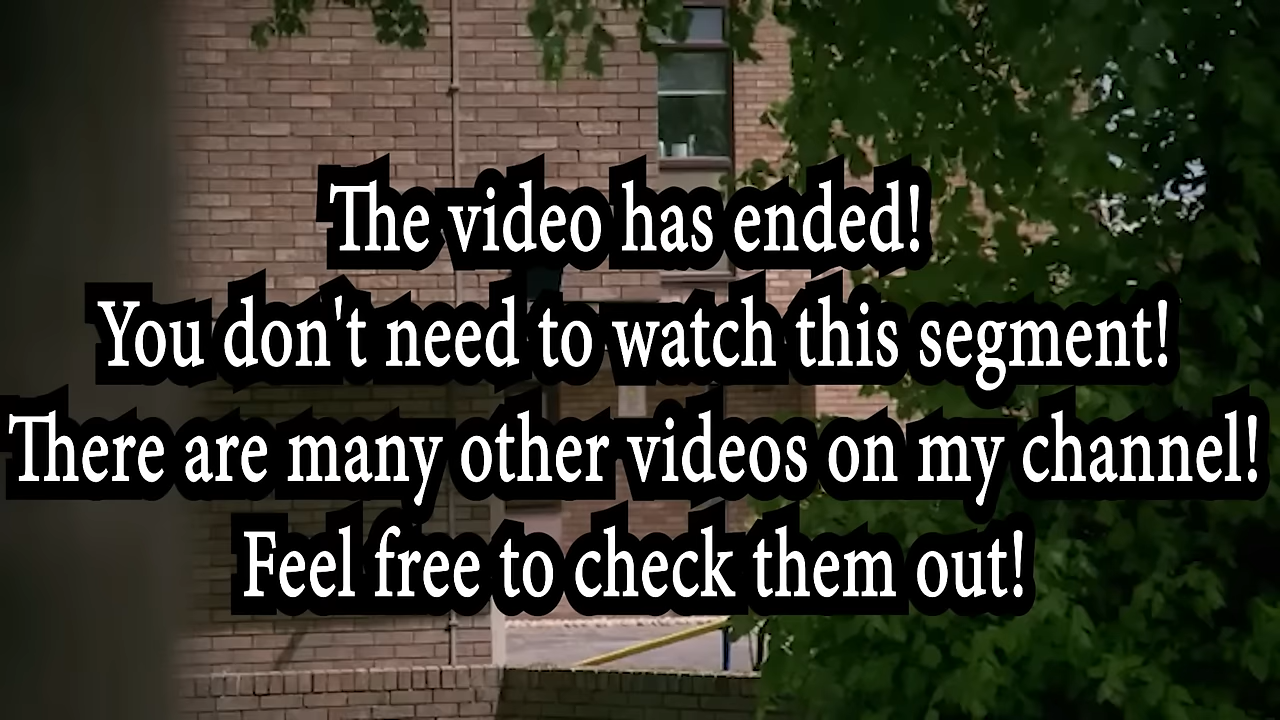 The video has ended!
You don't need to watch this segment!
There are many other videos on my channel!
Feel free to check them out!